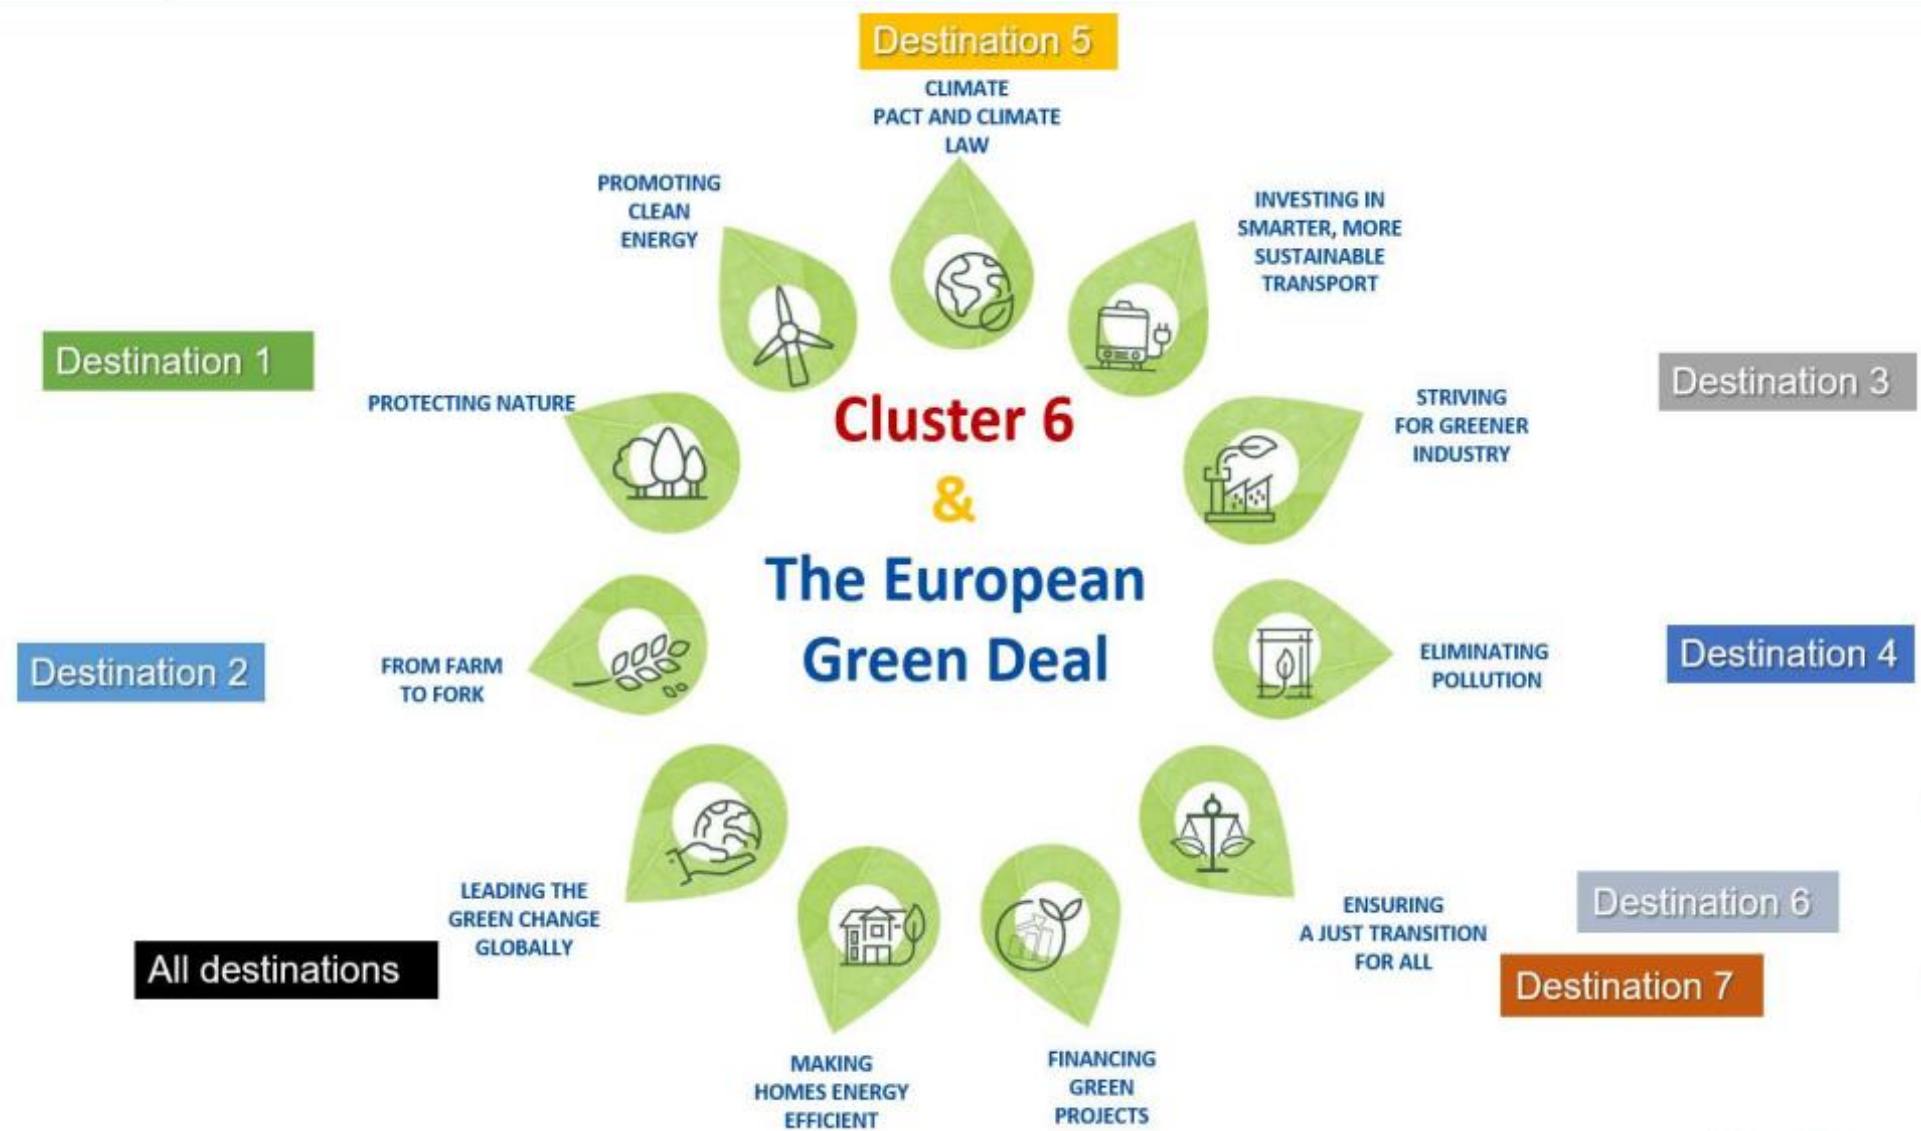 Destination 5
CLIMATE
PACT AND CLIMATE
LAW
PROMOTING
CLEAN
ENERGY
INVESTING IN
SMARTER, MORE
SUSTAINABLE
TRANSPORT
Destination 1
PROTECTING NATURE
Destination 3
STRIVING
FOR GREENER
INDUSTRY
Cluster 6
&
The European
Green Deal
Destination 2
FROM FARM
TO FORK
ELIMINATING
POLLUTION
Destination 4
LEADING THE
GREEN CHANGE
GLOBALLY
All destinations
ENSURING
A JUST TRANSITION
FOR ALL
Destination 6
Destination 7
MAKING
HOMES ENERGY
EFFICIENT
FINANCING
GREEN
PROJECTS